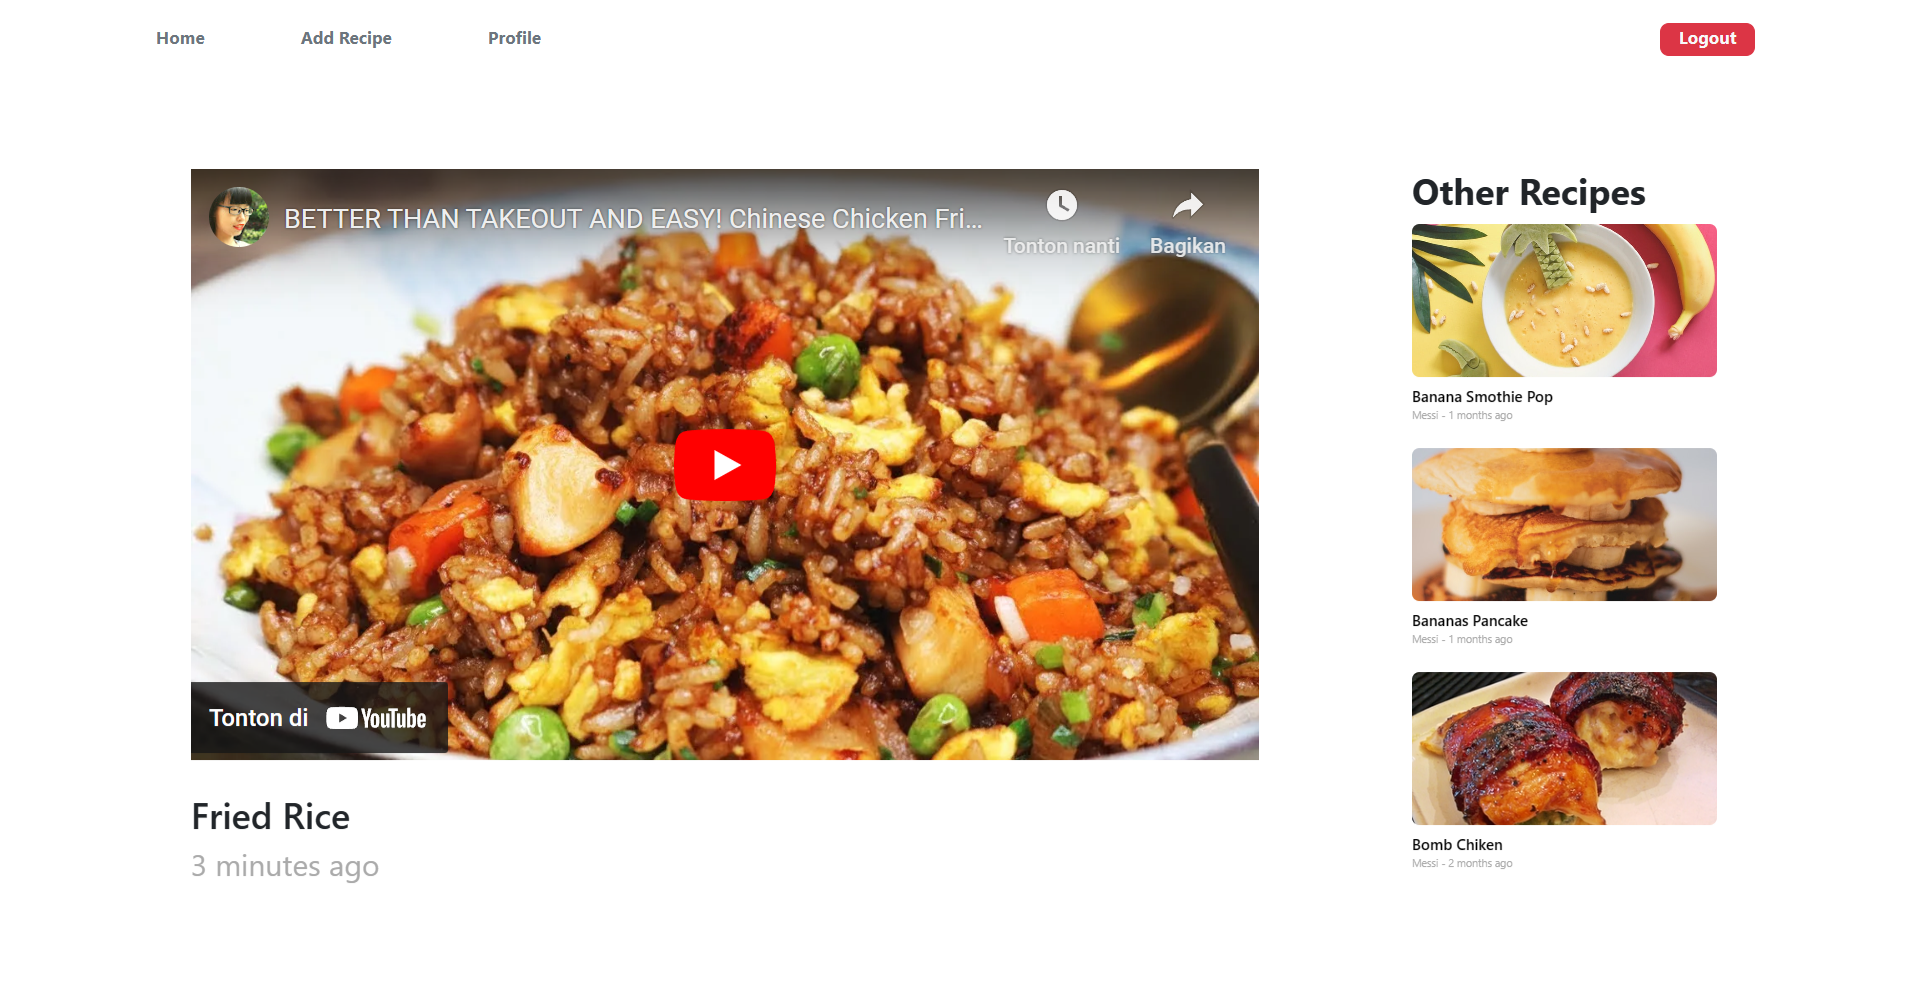 Home
Add Recipe
Profile
Logout
BETTER THAN TAKEOUT AND EASY! Chinese Chicken Fri...
Tonton nanti
Bagikan
Tonton di YouTube
Fried Rice
3 minutes ago
Other Recipes
Banana Smothie Pop
Messi - 1 months ago
Bananas Pancake
Messi - 1 months ago
Bomb Chiken
Messi - 2 months ago